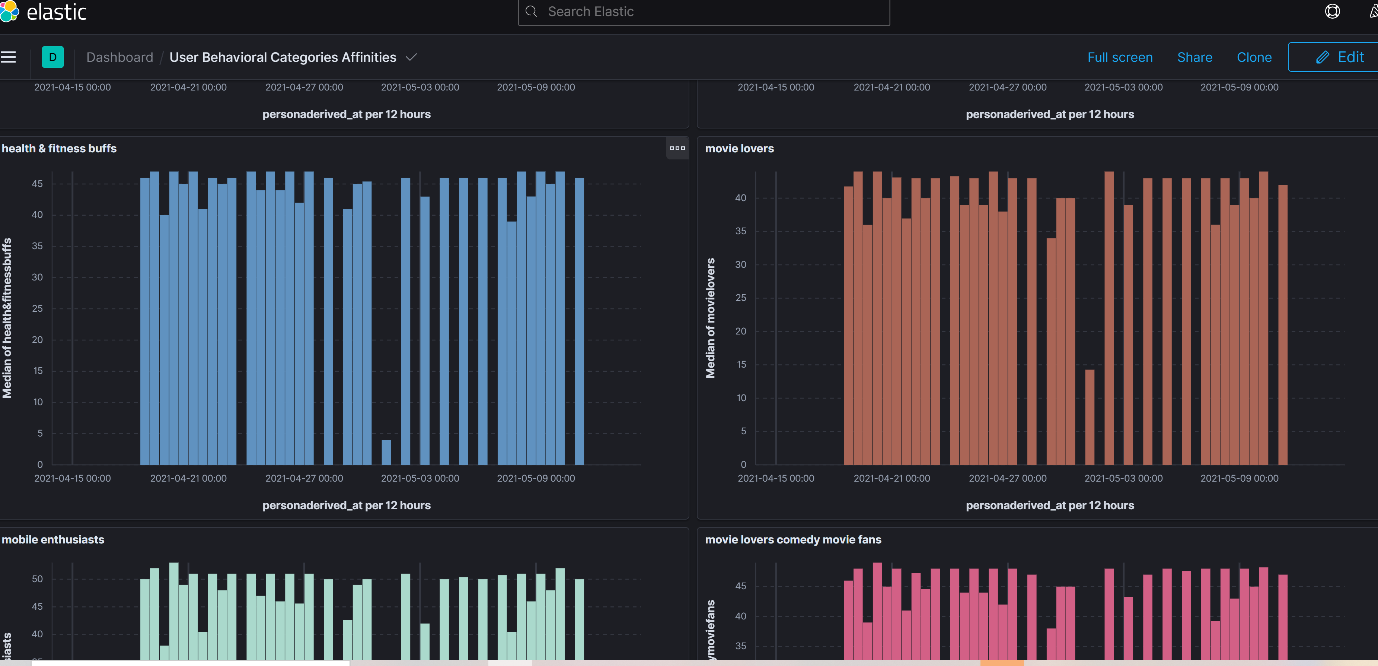 elastic
Search Elastic
D
Dashboard / User Behavioral Categories Affinities
Full screen
Share
Clone
Edit
2021-04-15 00:00 2021-04-21 00:00 2021-04-27 00:00 2021-05-03 00:00 2021-05-09 00:00
personaderived_at per 12 hours
2021-04-15 00:00 2021-04-21 00:00 2021-04-27 00:00 2021-05-03 00:00 2021-05-09 00:00
personaderived_at per 12 hours
health & fitness buffs
Median of health&fitnessbuffs
45
40
35
30
25
20
15
10
5
0
2021-04-15 00:00 2021-04-21 00:00 2021-04-27 00:00 2021-05-03 00:00 2021-05-09 00:00
personaderived_at per 12 hours
movie lovers
Median of movielovers
40
35
30
25
20
15
10
5
0
2021-04-15 00:00 2021-04-21 00:00 2021-04-27 00:00 2021-05-03 00:00 2021-05-09 00:00
personaderived_at per 12 hours
mobile enthusiasts
siasts
50
45
40
movie lovers comedy movie fans
ymoviefans
45
40
35